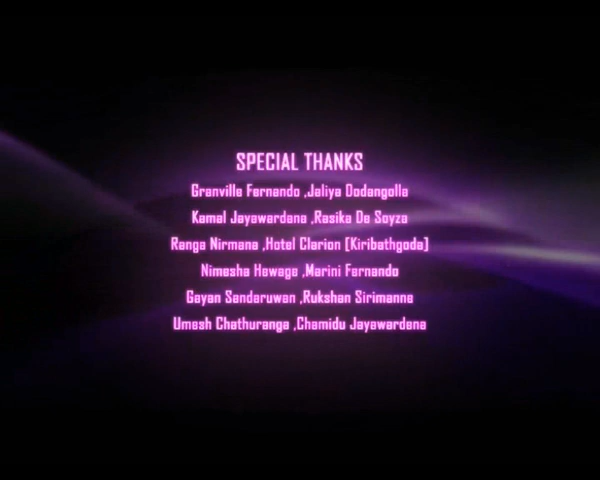 SPECIAL THANKS
Granville Fernando ,Jaliya Dodangolla
Kamal Jayawardana ,Rasika De Soyza
Ranga Nirmana ,Hotel Clarion [Kiribathgoda]
Nimesha Hewage ,Marini Fernando
Gayan Sandaruwan ,Rukshan Sirimanne
Umesh Chathuranga ,Chamidu Jayawardena